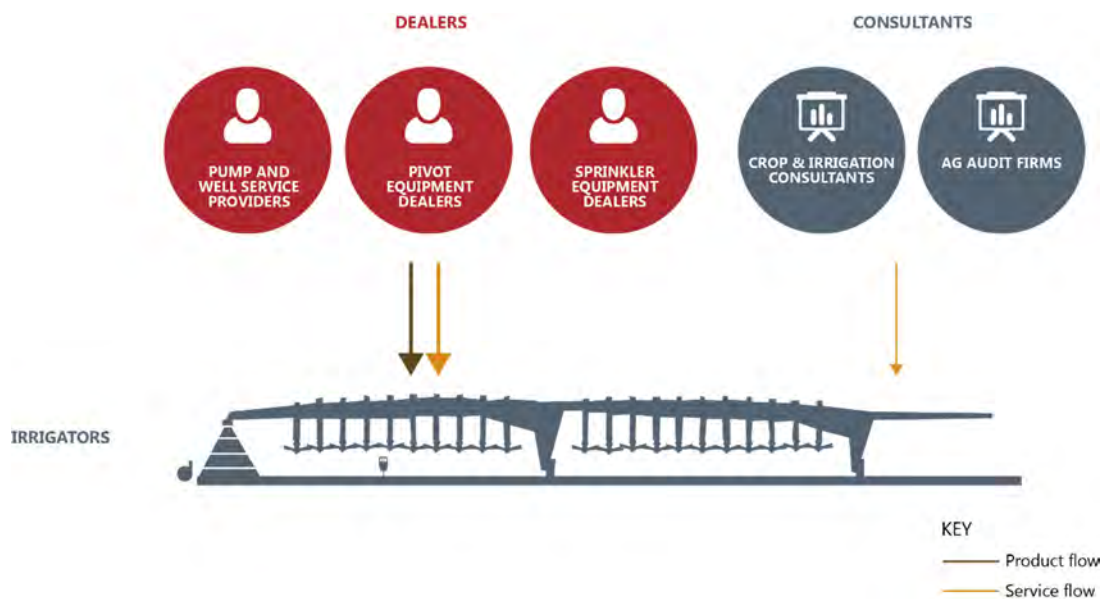 DEALERS
CONSULTANTS
PUMP AND
WELL SERVICE
PROVIDERS
PIVOT
EQUIPMENT
DEALERS
SPRINKLER
EQUIPMENT
DEALERS
CROP & IRRIGATION
CONSULTANTS
AG AUDIT FIRMS
IRRIGATORS
KEY
Product flow
Service flow